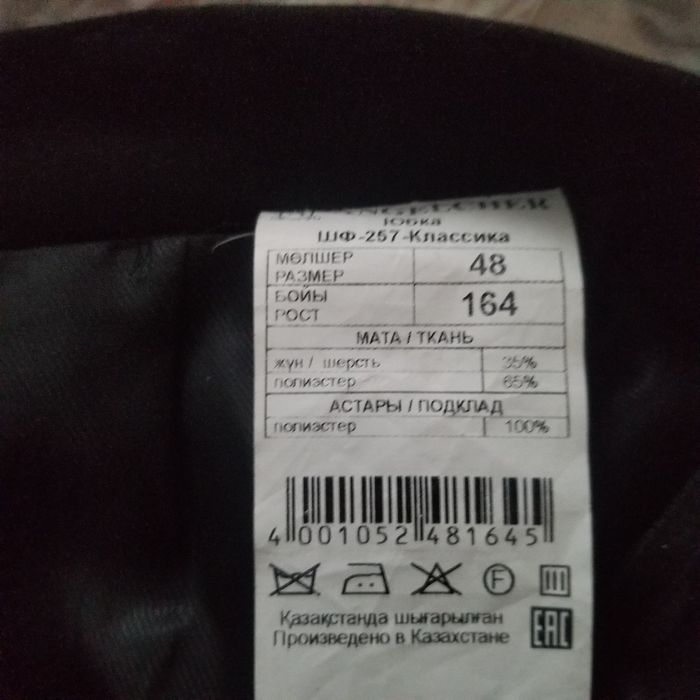 Юбка
ШФ-257-Классика
МӨЛШЕР
РАЗМЕР
48
БОЙЫ
РОСТ
164
МАТА / ТКАНЬ
жүн / шерсть 35%
полиэстер 65%
АСТАРЫ / ПОДКЛАД
полиэстер 100%
4 001052 481645
F
Қазақстанда шығарылған
Произведено в Казахстане
EAC